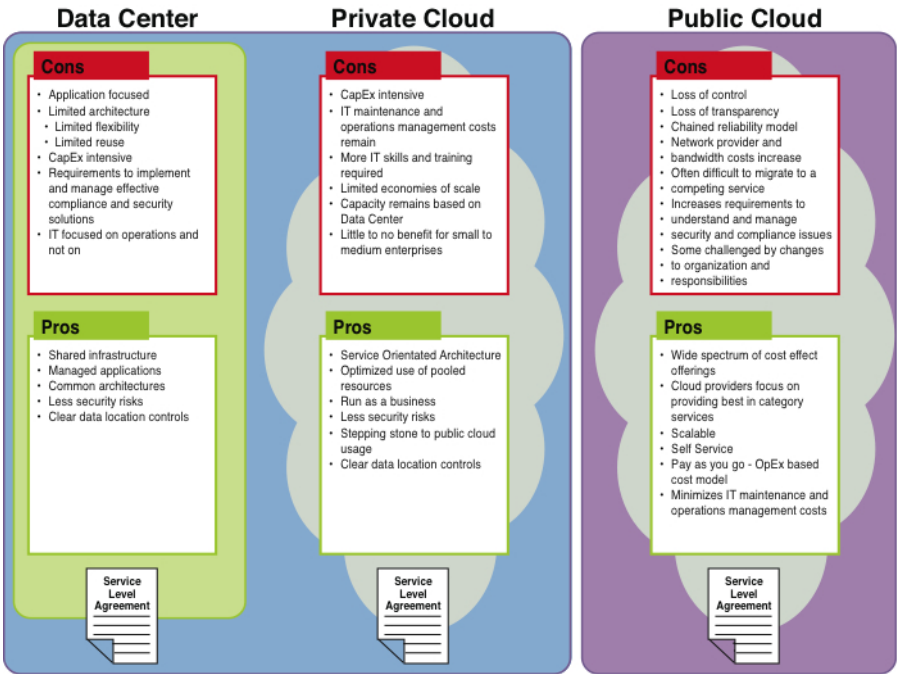 Data Center
Private Cloud
Public Cloud
Cons
• Application focused
• Limited architecture
• Limited flexibility
• Limited reuse
• CapEx intensive
• Requirements to implement
and manage effective
compliance and security
solutions
• IT focused on operations and
not on
Pros
• Shared infrastructure
• Managed applications
• Common architectures
• Less security risks
• Clear data location controls
Service
Level
Agreement
Cons
• CapEx intensive
• IT maintenance and
operations management costs
remain
• More IT skills and training
required
• Limited economies of scale
• Capacity remains based on
Data Center
• Little to no benefit for small to
medium enterprises
Pros
• Service Orientated Architecture
• Optimized use of pooled
resources
• Run as a business
• Less security risks
• Stepping stone to public cloud
usage
• Clear data location controls
Service
Level
Agreement
Cons
• Loss of control
• Loss of transparency
• Chained reliability model
• Network provider and
• bandwidth costs increase
• Often difficult to migrate to a
• competing service
• Increases requirements to
• understand and manage
• security and compliance issues
• Some challenged by changes
• to organization and
• responsibilities
Pros
• Wide spectrum of cost effect
offerings
• Cloud providers focus on
providing best in category
services
• Scalable
• Self Service
• Pay as you go - OpEx based
cost model
• Minimizes IT maintenance and
operations management costs
Service
Level
Agreement